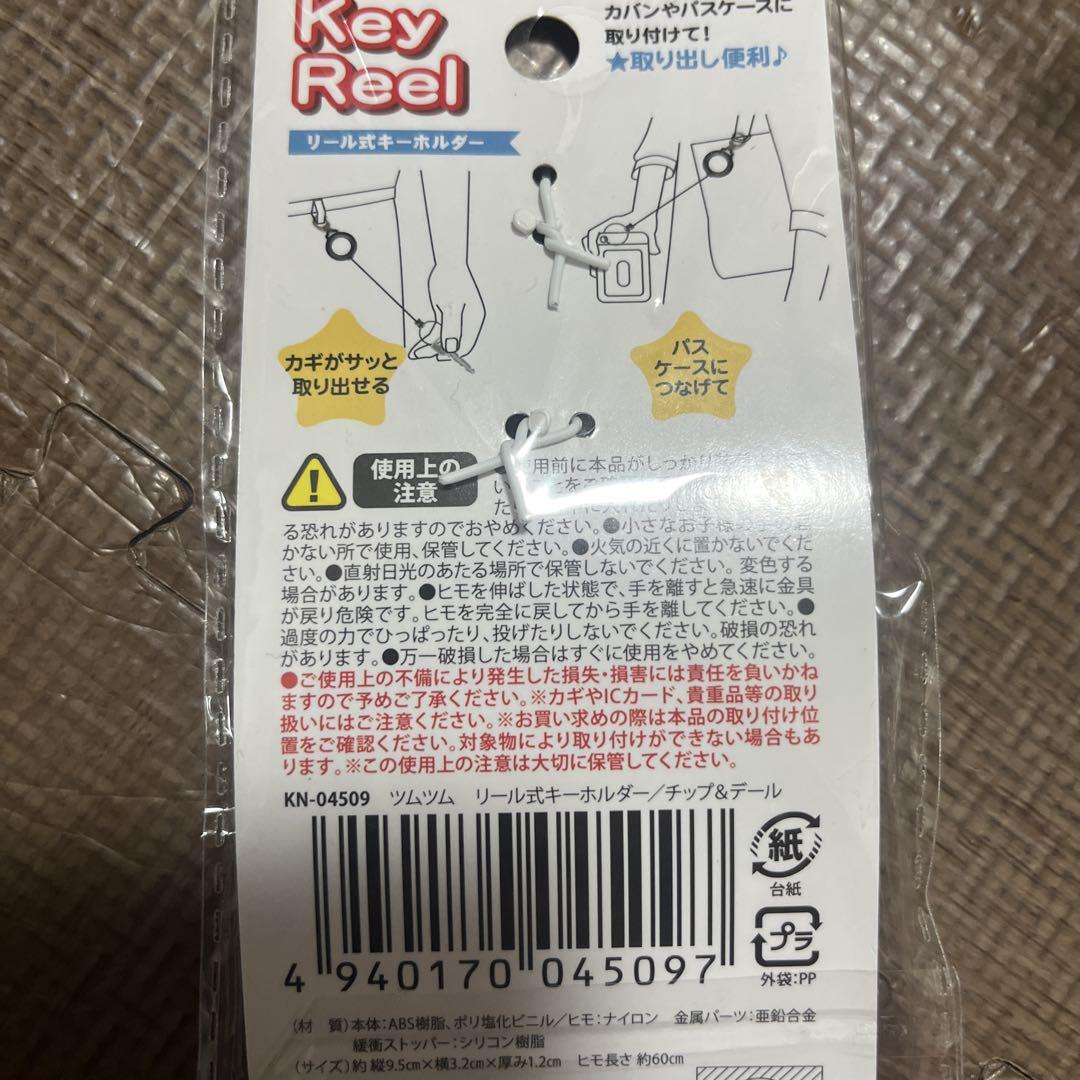 Key
Reel
リール式キーホルダー
カバンやパスケースに
取り付けて!
★取り出し便利♪
カギがサッと
取り出せる
パス
ケースに
つなげて
使用上の
注意
使用前に本品がしっかり
る恐れがありますのでおやめください。●小さなお子様の手の届
かない所で使用、保管してください。●火気の近くに置かないでくだ
さい。●直射日光のあたる場所で保管しないでください。変色する
場合があります。●ヒモを伸ばした状態で、手を離すと急速に金具
が戻り危険です。ヒモを完全に戻してから手を離してください。●
過度の力でひっぱったり、投げたりしないでください。破損の恐れ
があります。●万一破損した場合はすぐに使用をやめてください。
●ご使用上の不備により発生した損失・損害には責任を負いかね
ますので予めご了承ください。※カギやICカード、貴重品等の取り
扱いにはご注意ください。※お買い求めの際は本品の取り付け位
置をご確認ください。対象物により取り付けができない場合もあ
ります。※この使用上の注意は大切に保管してください。
KN-04509 ツムツム リール式キーホルダー/チップ&デール
紙
台紙
プラ
外袋:PP
4 940170 045097
(材 質)本体:ABS樹脂、ポリ塩化ビニル/ヒモ:ナイロン 金属パーツ:亜鉛合金
緩衝ストッパー:シリコン樹脂
(サイズ)約 縦9.5cm×横3.2cm×厚み1.2cm ヒモ長さ 約60cm